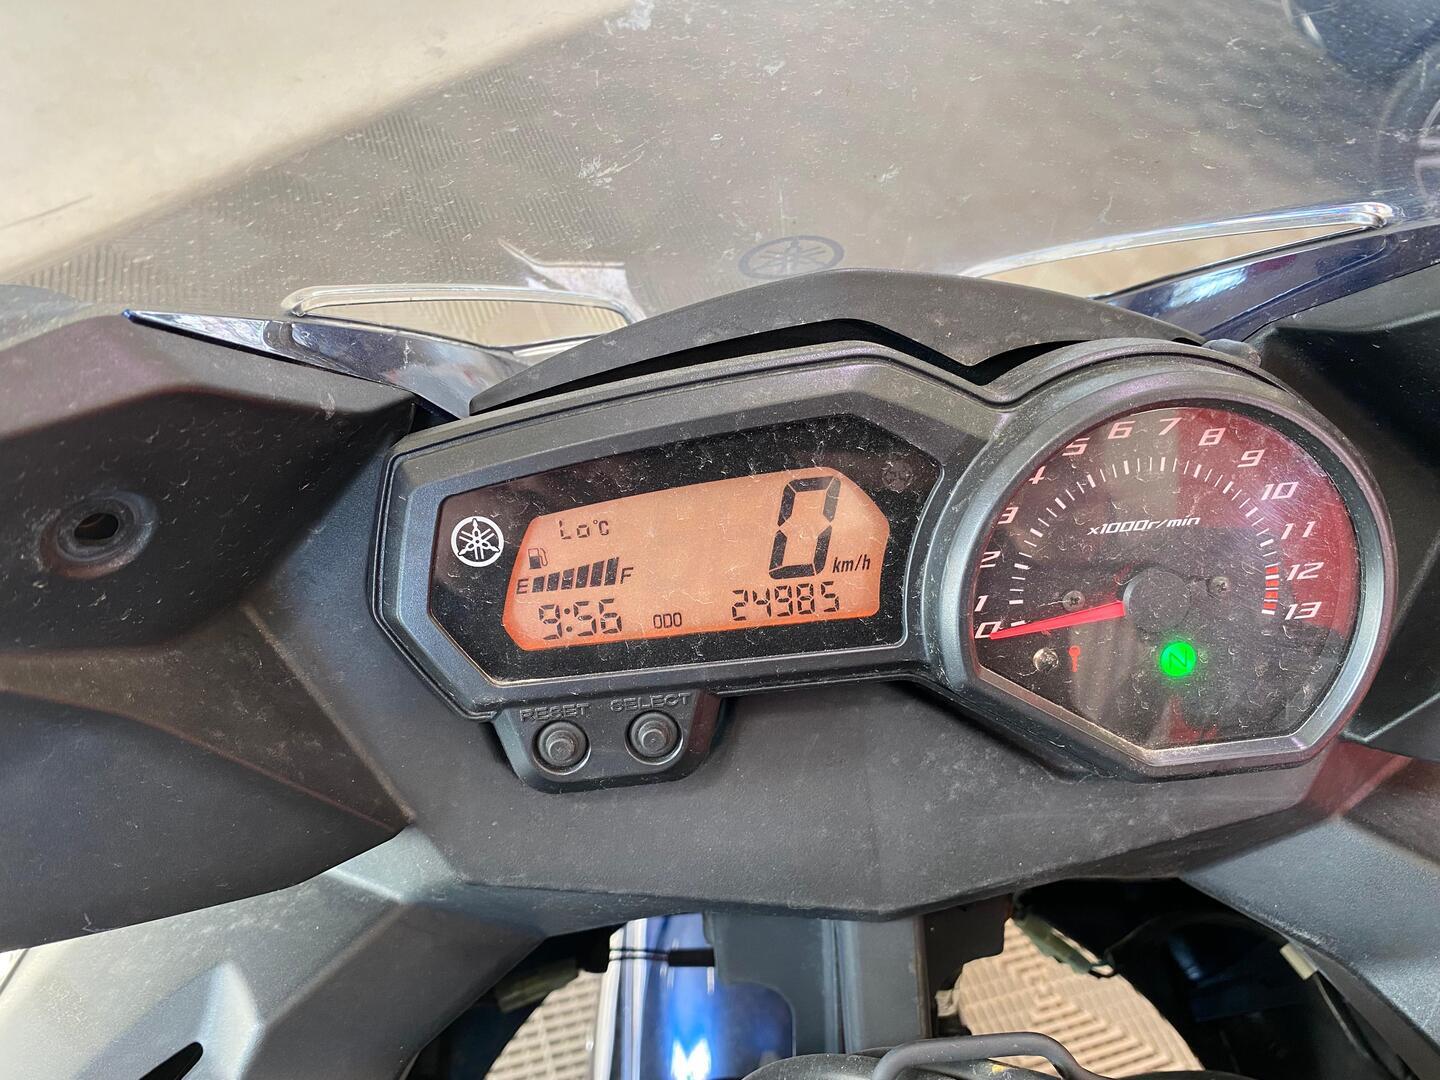 Lo°C
E F
9:56
ODO
24985
0 km/h
RESET SELECT
0 1 2 3 4 5 6 7 8 9 10 11 12 13
x1000r/min
N